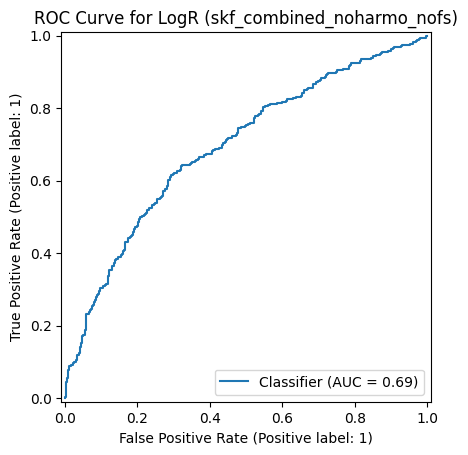 ROC Curve for LogR (skf_combined_noharmo_nofs)
True Positive Rate (Positive label: 1)
1.0
0.8
0.6
0.4
0.2
0.0
Classifier (AUC = 0.69)
0.0 0.2 0.4 0.6 0.8 1.0
False Positive Rate (Positive label: 1)